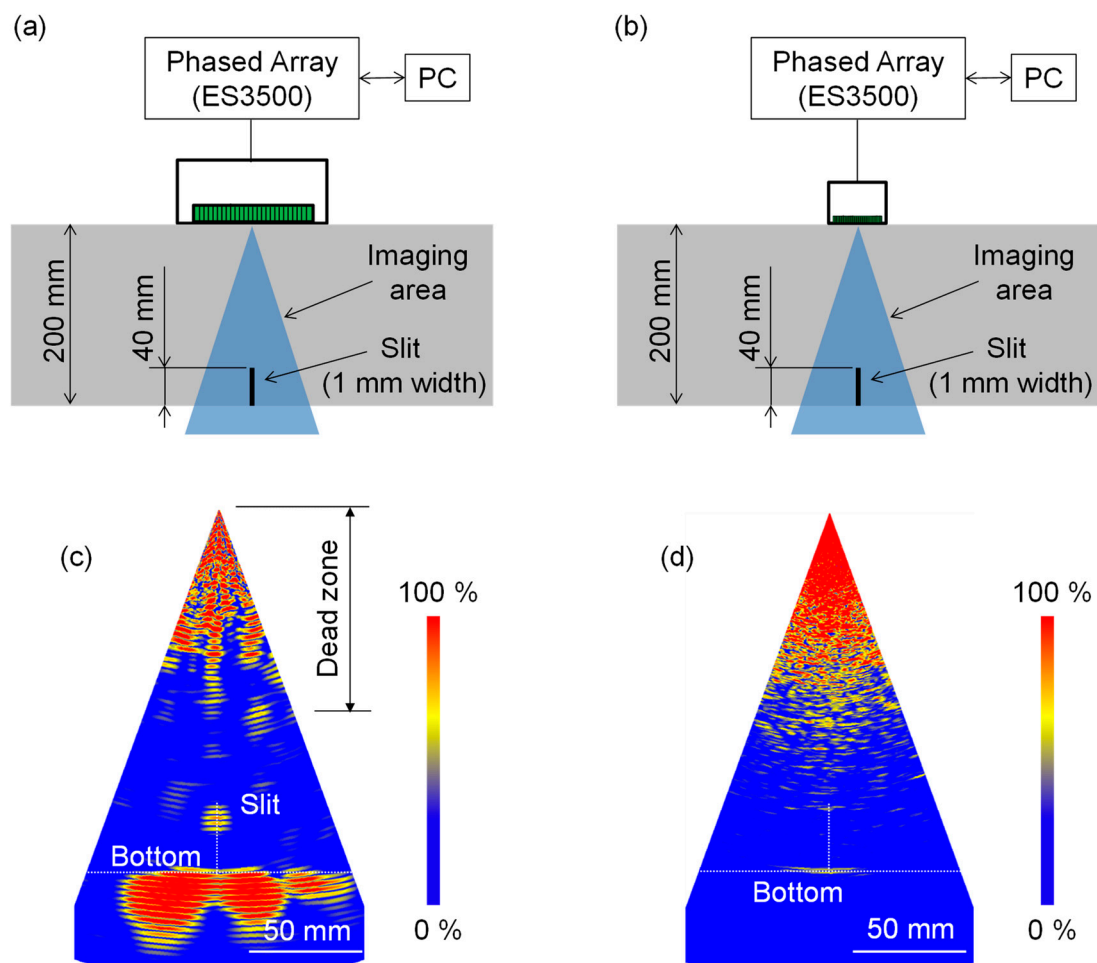 (a)
Phased Array
(ES3500)
PC
Imaging
area
200 mm
40 mm
Slit
(1 mm width)
(b)
Phased Array
(ES3500)
PC
Imaging
area
200 mm
40 mm
Slit
(1 mm width)
(c)
Dead zone
100 %
Slit
Bottom
50 mm
0 %
(d)
100 %
Bottom
50 mm
0 %